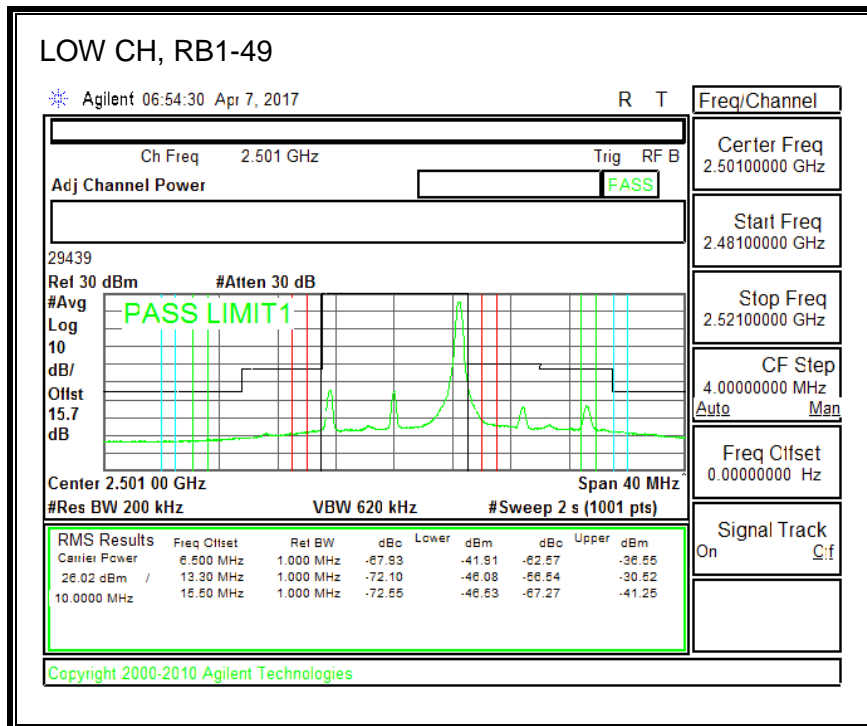 LOW CH, RB1-49
Agilent 06:54:30 Apr 7, 2017 R T
Freq/Channel
Ch Freq 2.501 GHz Trig RF B
Adj Channel Power FASS
29439
Ref 30 dBm #Atten 30 dB
#Avg
Log
10
dB/
Offst
15.7
dB
PASS LIMIT1
Center 2.501 00 GHz Span 40 MHz^
#Res BW 200 kHz VBW 620 kHz #Sweep 2 s (1001 pts)
RMS Results Freq Offset Ref BW dBc Lower dBm dBc Upper dBm
Carrier Power 6.500 MHz 1.000 MHz -67.93 -41.91 -62.57 -36.55
26.02 dBm / 13.30 MHz 1.000 MHz -72.10 -46.08 -56.54 -30.52
10.0000 MHz 15.50 MHz 1.000 MHz -72.55 -46.53 -67.27 -41.25
Copyright 2000-2010 Agilent Technologies
Center Freq
2.50100000 GHz
Start Freq
2.48100000 GHz
Stop Freq
2.52100000 GHz
CF Step
4.00000000 MHz
Auto Man
Freq Offset
0.00000000 Hz
Signal Track
On Off